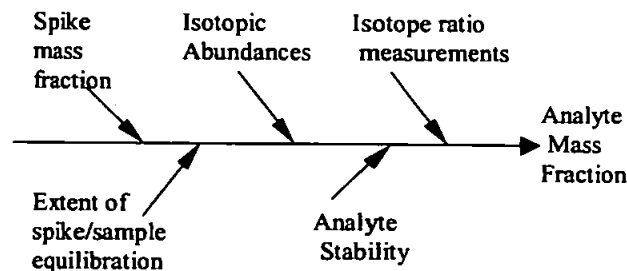 Spike
mass
fraction
Isotopic
Abundances
Isotope ratio
measurements
Analyte
Mass
Fraction
Extent of
spike/sample
equilibration
Analyte
Stability